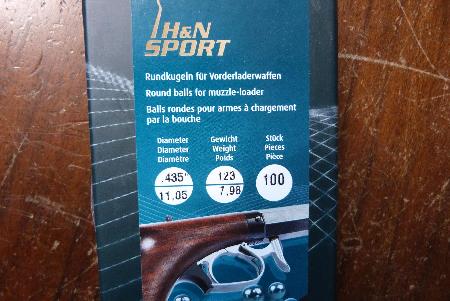 H&N
SPORT
Rundkugeln für Vorderladerwaffen
Round balls for muzzle-loader
Balls rondes pour armes à chargement
par la bouche
Diameter Gewicht Stück
Diameter Weight Pieces
Diamètre Poids Pièce
.435" 123 100
11.05 7,98